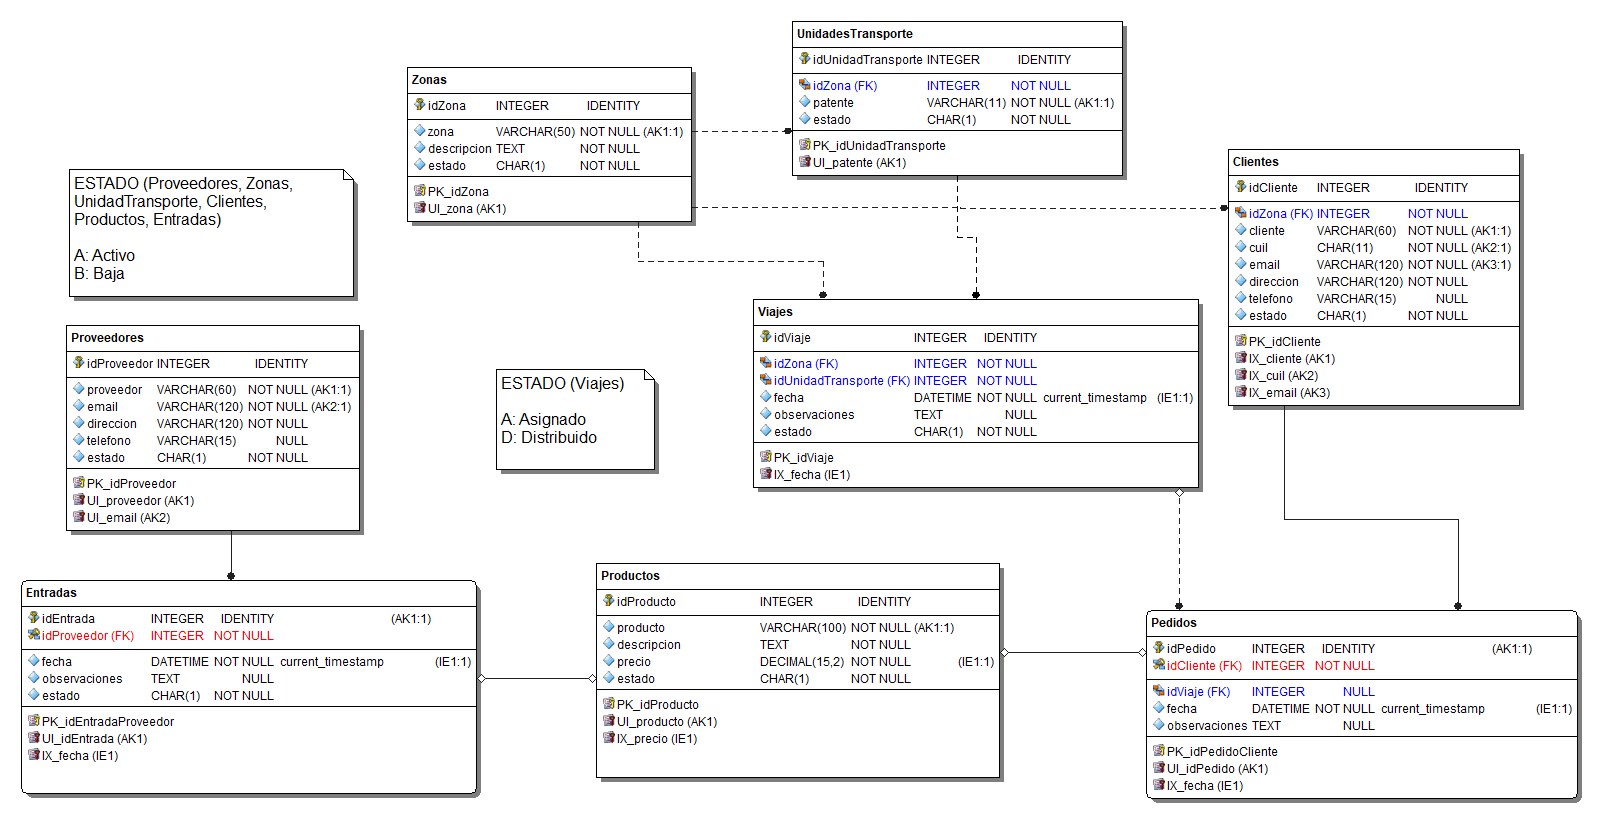 UnidadesTransporte
idUnidadTransporte INTEGER IDENTITY
idZona (FK) INTEGER NOT NULL
patente VARCHAR(11) NOT NULL (AK1:1)
estado CHAR(1) NOT NULL
PK_idUnidadTransporte
UI_patente (AK1)
Zonas
idZona INTEGER IDENTITY
zona VARCHAR(50) NOT NULL (AK1:1)
descripcion TEXT NOT NULL
estado CHAR(1) NOT NULL
PK_idZona
UI_zona (AK1)
Clientes
idCliente INTEGER IDENTITY
idZona (FK) INTEGER NOT NULL
cliente VARCHAR(60) NOT NULL (AK1:1)
cuil CHAR(11) NOT NULL (AK2:1)
email VARCHAR(120) NOT NULL (AK3:1)
direccion VARCHAR(120) NOT NULL
telefono VARCHAR(15) NULL
estado CHAR(1) NOT NULL
PK_idCliente
IX_cliente (AK1)
IX_cuil (AK2)
IX_email (AK3)
ESTADO (Proveedores, Zonas,
UnidadTransporte, Clientes,
Productos, Entradas)
A: Activo
B: Baja
Proveedores
idProveedor INTEGER IDENTITY
proveedor VARCHAR(60) NOT NULL (AK1:1)
email VARCHAR(120) NOT NULL (AK2:1)
direccion VARCHAR(120) NOT NULL
telefono VARCHAR(15) NULL
estado CHAR(1) NOT NULL
PK_idProveedor
UI_proveedor (AK1)
UI_email (AK2)
ESTADO (Viajes)
A: Asignado
D: Distribuido
Viajes
idViaje INTEGER IDENTITY
idZona (FK) INTEGER NOT NULL
idUnidadTransporte (FK) INTEGER NOT NULL
fecha DATETIME NOT NULL current_timestamp (IE1:1)
observaciones TEXT NULL
estado CHAR(1) NOT NULL
PK_idViaje
IX_fecha (IE1)
Entradas
idEntrada INTEGER IDENTITY (AK1:1)
idProveedor (FK) INTEGER NOT NULL
fecha DATETIME NOT NULL current_timestamp (IE1:1)
observaciones TEXT NULL
estado CHAR(1) NOT NULL
PK_idEntradaProveedor
UI_idEntrada (AK1)
IX_fecha (IE1)
Productos
idProducto INTEGER IDENTITY
producto VARCHAR(100) NOT NULL (AK1:1)
descripcion TEXT NOT NULL
precio DECIMAL(15,2) NOT NULL (IE1:1)
estado CHAR(1) NOT NULL
PK_idProducto
UI_producto (AK1)
IX_precio (IE1)
Pedidos
idPedido INTEGER IDENTITY (AK1:1)
idCliente (FK) INTEGER NOT NULL
idViaje (FK) INTEGER NULL
fecha DATETIME NOT NULL current_timestamp (IE1:1)
observaciones TEXT NULL
PK_idPedidoCliente
UI_idPedido (AK1)
IX_fecha (IE1)